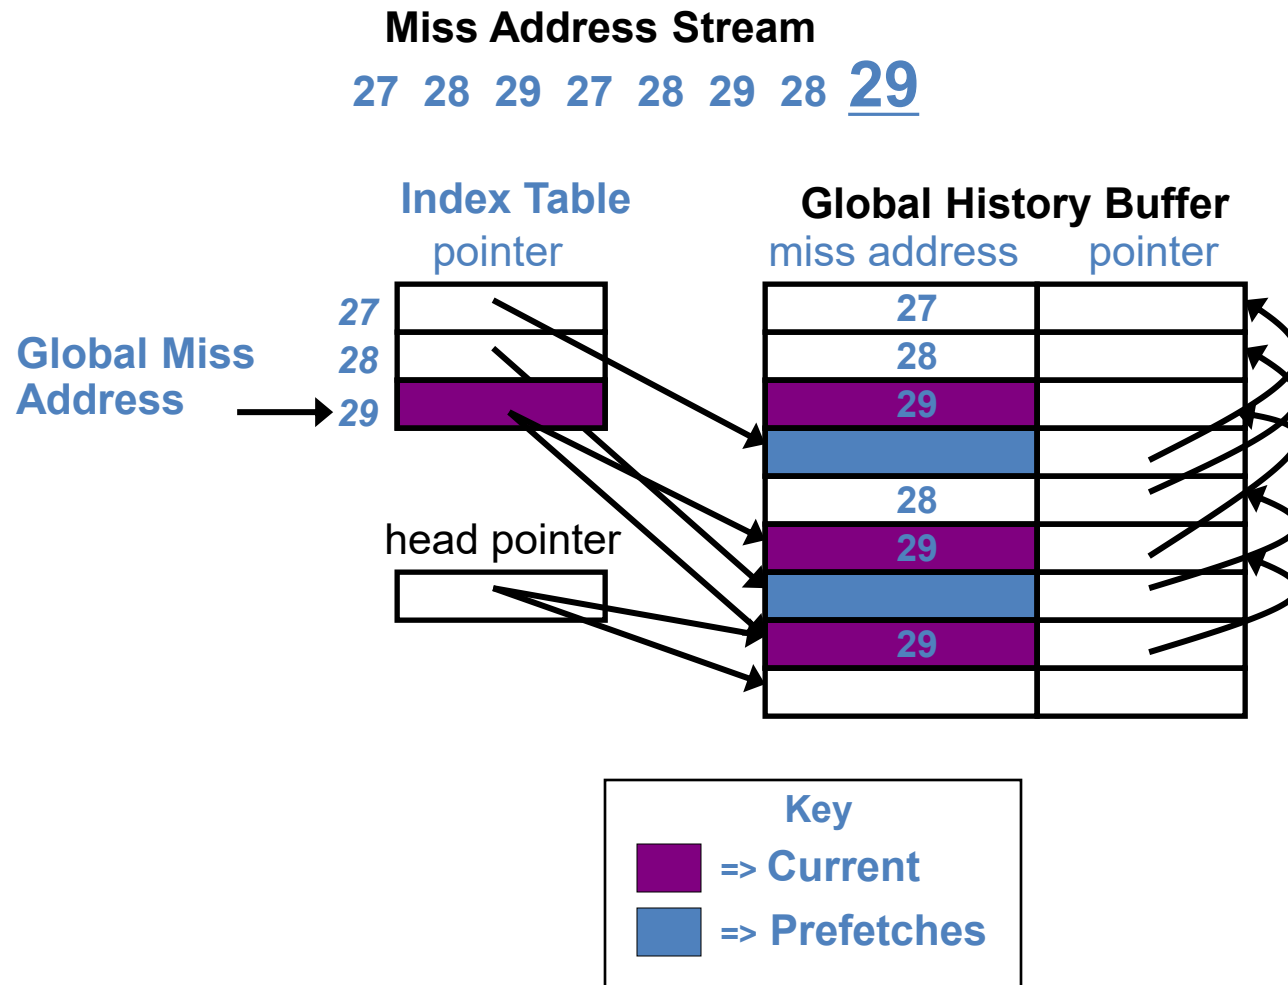 Miss Address Stream
27 28 29 27 28 29 28 29
Index Table
pointer
Global History Buffer
miss address pointer
27
28
29
Global Miss
Address
27
28
29
28
29
29
head pointer
Key
=> Current
=> Prefetches